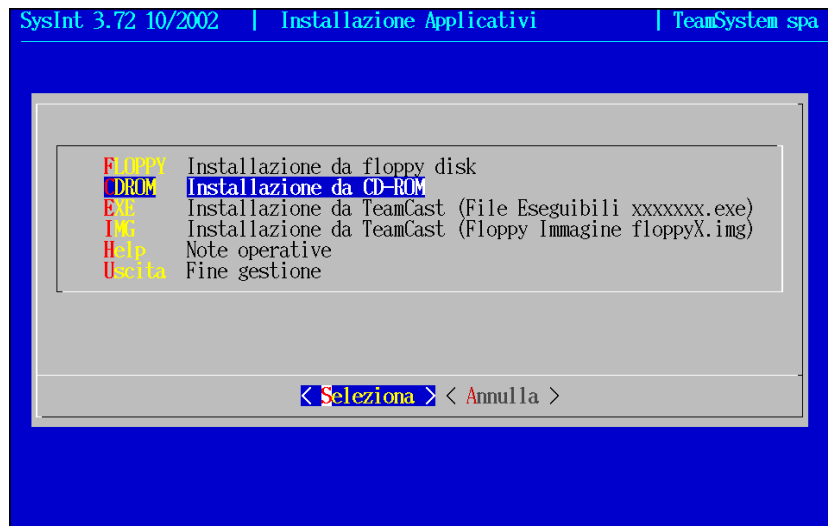 SysInt 3.72 10/2002 | Installazione Applicativi | TeamSystem spa
FLOPPY Installazione da floppy disk
CDROM Installazione da CD-ROM
EXE Installazione da TeamCast (File Eseguibili xxxxxxx.exe)
IMG Installazione da TeamCast (Floppy Immagine floppyX.img)
Help Note operative
Uscita Fine gestione
< Seleziona > < Annulla >